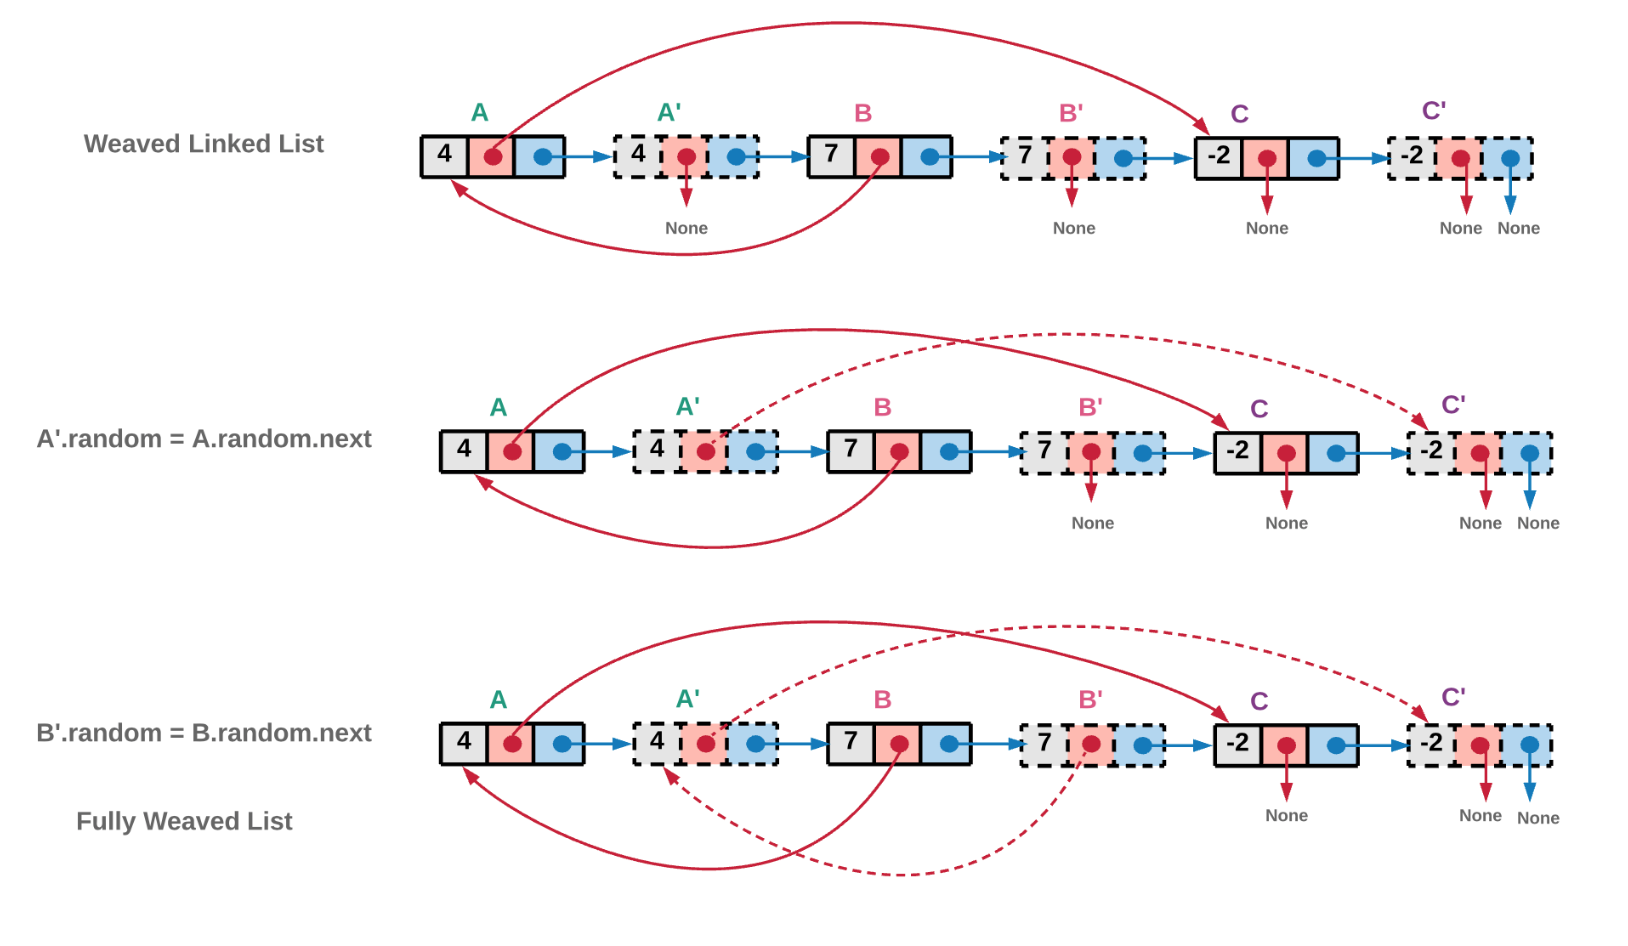 A A' B B' C C'
Weaved Linked List 4 4 7 7 -2 -2
None None None None None
A A' B B' C C'
A'.random = A.random.next 4 4 7 7 -2 -2
None None None None
A A' B B' C C'
B'.random = B.random.next 4 4 7 7 -2 -2
None None None
Fully Weaved List